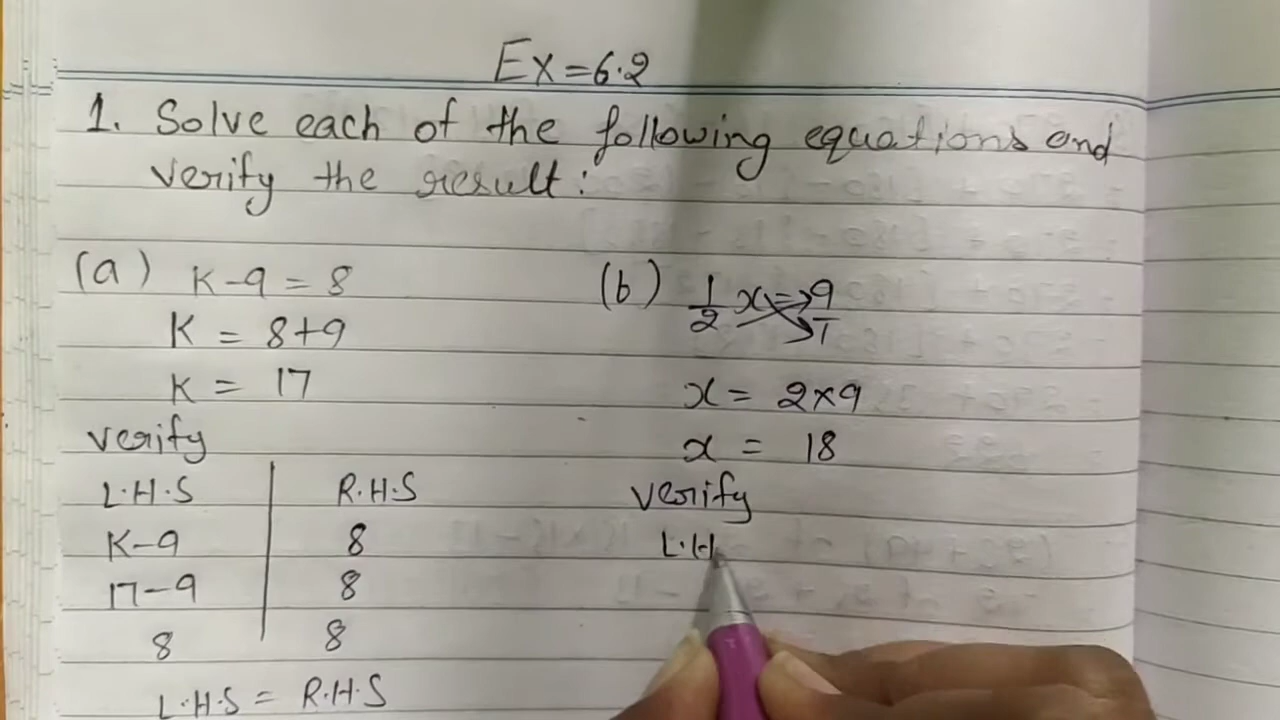 Ex=6.2
1. Solve each of the following equations and
verify the result:
(a) K-9 = 8
K = 8+9
K = 17
verify
L.H.S R.H.S
K-9 8
17-9 8
8 8
L.H.S = R.H.S
(b) 1/2 x = 9/1
x = 2×9
x = 18
verify
L.H